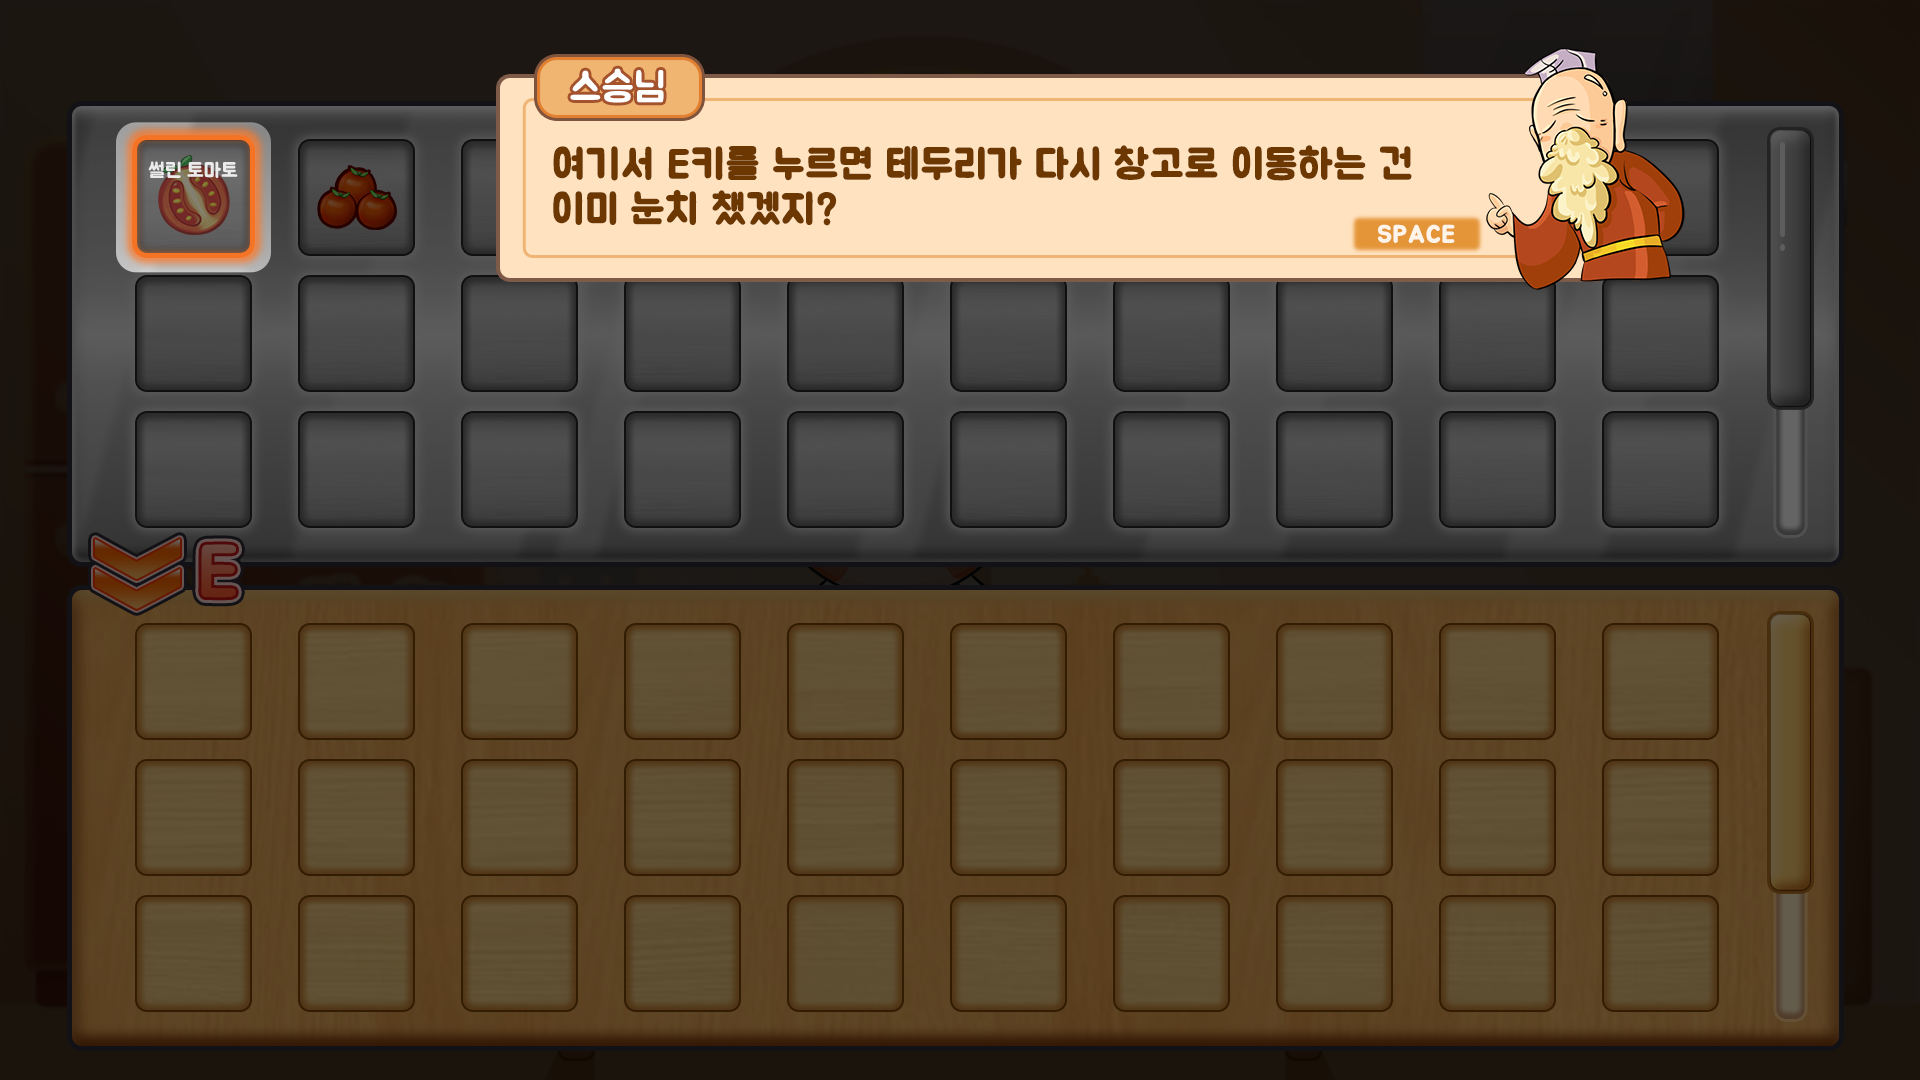 스승님
썰린 토마토
여기서 E키를 누르면 테두리가 다시 창고로 이동하는 건
이미 눈치 챘겠지?
SPACE
E